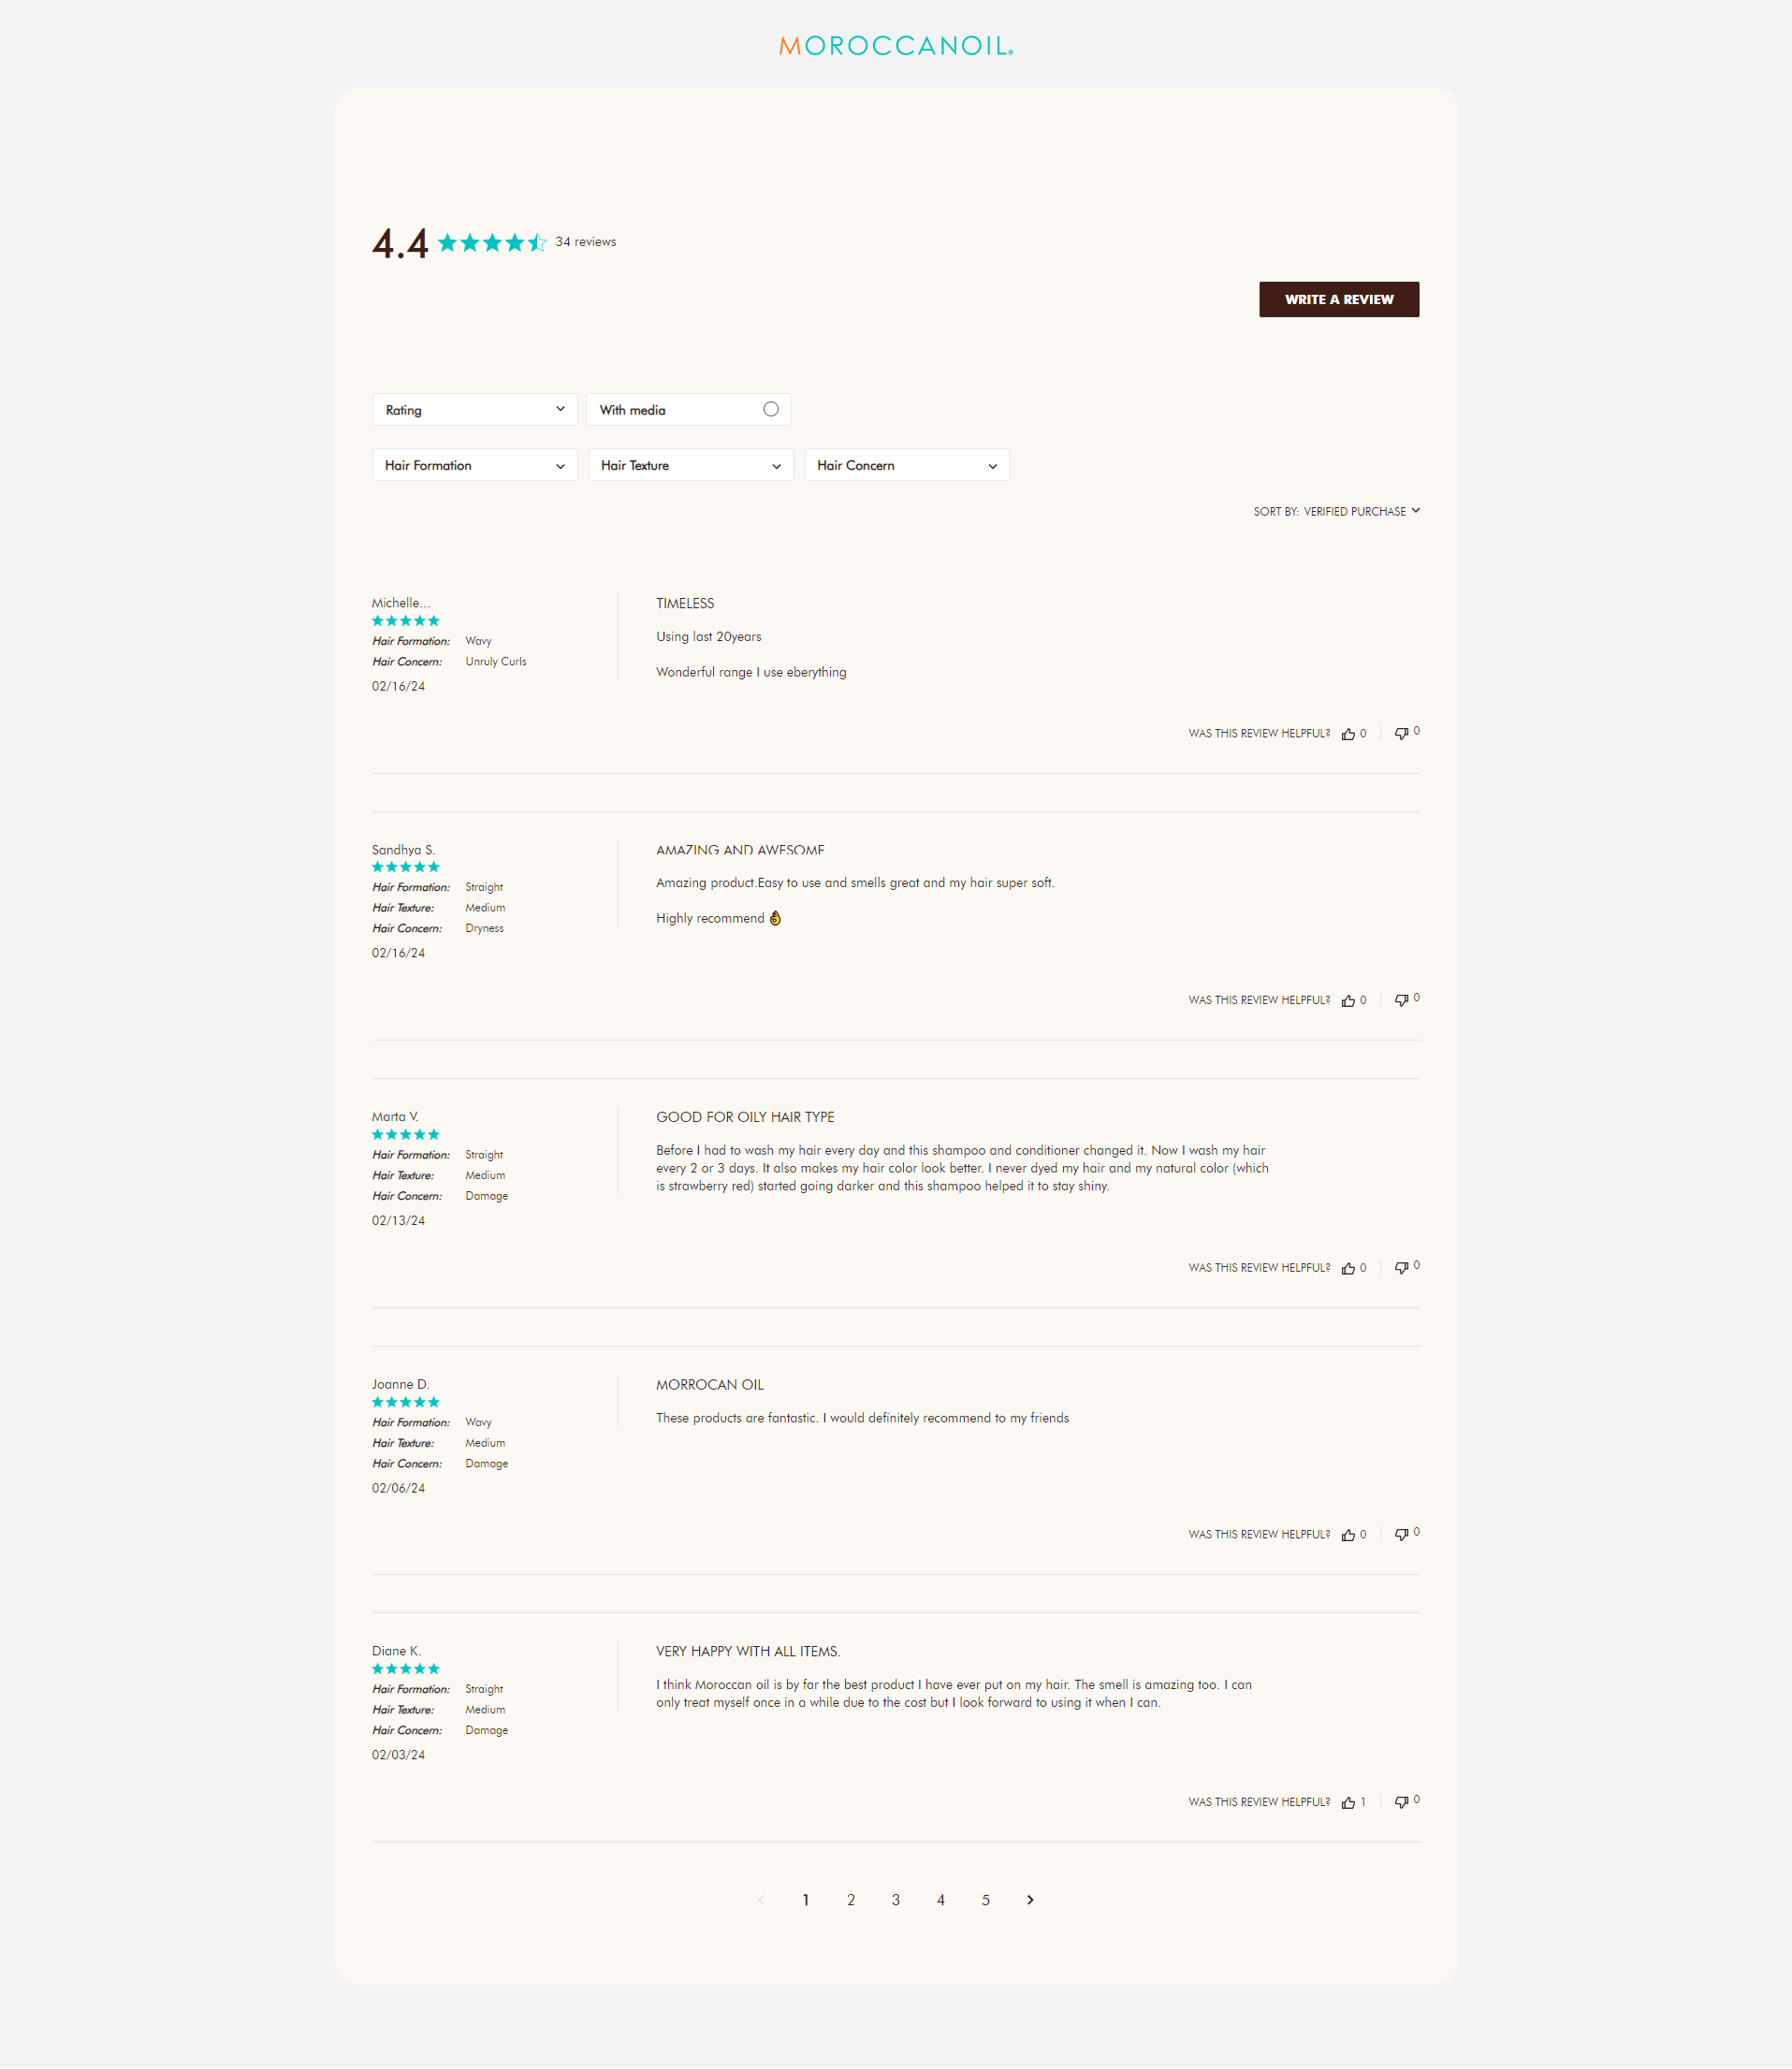 MOROCCANOIL®
4.4 34 reviews
WRITE A REVIEW
Rating With media
Hair Formation Hair Texture Hair Concern
SORT BY: VERIFIED PURCHASE
Michelle...
Hair Formation: Wavy
Hair Concern: Unruly Curls
02/16/24
TIMELESS
Using last 20years
Wonderful range I use eberything
WAS THIS REVIEW HELPFUL? 0 0
Sandhya S.
Hair Formation: Straight
Hair Texture: Medium
Hair Concern: Dryness
02/16/24
AMAZING AND AWESOME
Amazing product.Easy to use and smells great and my hair super soft.
Highly recommend 👌
WAS THIS REVIEW HELPFUL? 0 0
Marta V.
Hair Formation: Straight
Hair Texture: Medium
Hair Concern: Damage
02/13/24
GOOD FOR OILY HAIR TYPE
Before I had to wash my hair every day and this shampoo and conditioner changed it. Now I wash my hair
every 2 or 3 days. It also makes my hair color look better. I never dyed my hair and my natural color (which
is strawberry red) started going darker and this shampoo helped it to stay shiny.
WAS THIS REVIEW HELPFUL? 0 0
Joanne D.
Hair Formation: Wavy
Hair Texture: Medium
Hair Concern: Damage
02/06/24
MORROCAN OIL
These products are fantastic. I would definitely recommend to my friends
WAS THIS REVIEW HELPFUL? 0 0
Diane K.
Hair Formation: Straight
Hair Texture: Medium
Hair Concern: Damage
02/03/24
VERY HAPPY WITH ALL ITEMS.
I think Moroccan oil is by far the best product I have ever put on my hair. The smell is amazing too. I can
only treat myself once in a while due to the cost but I look forward to using it when I can.
WAS THIS REVIEW HELPFUL? 1 0
1 2 3 4 5